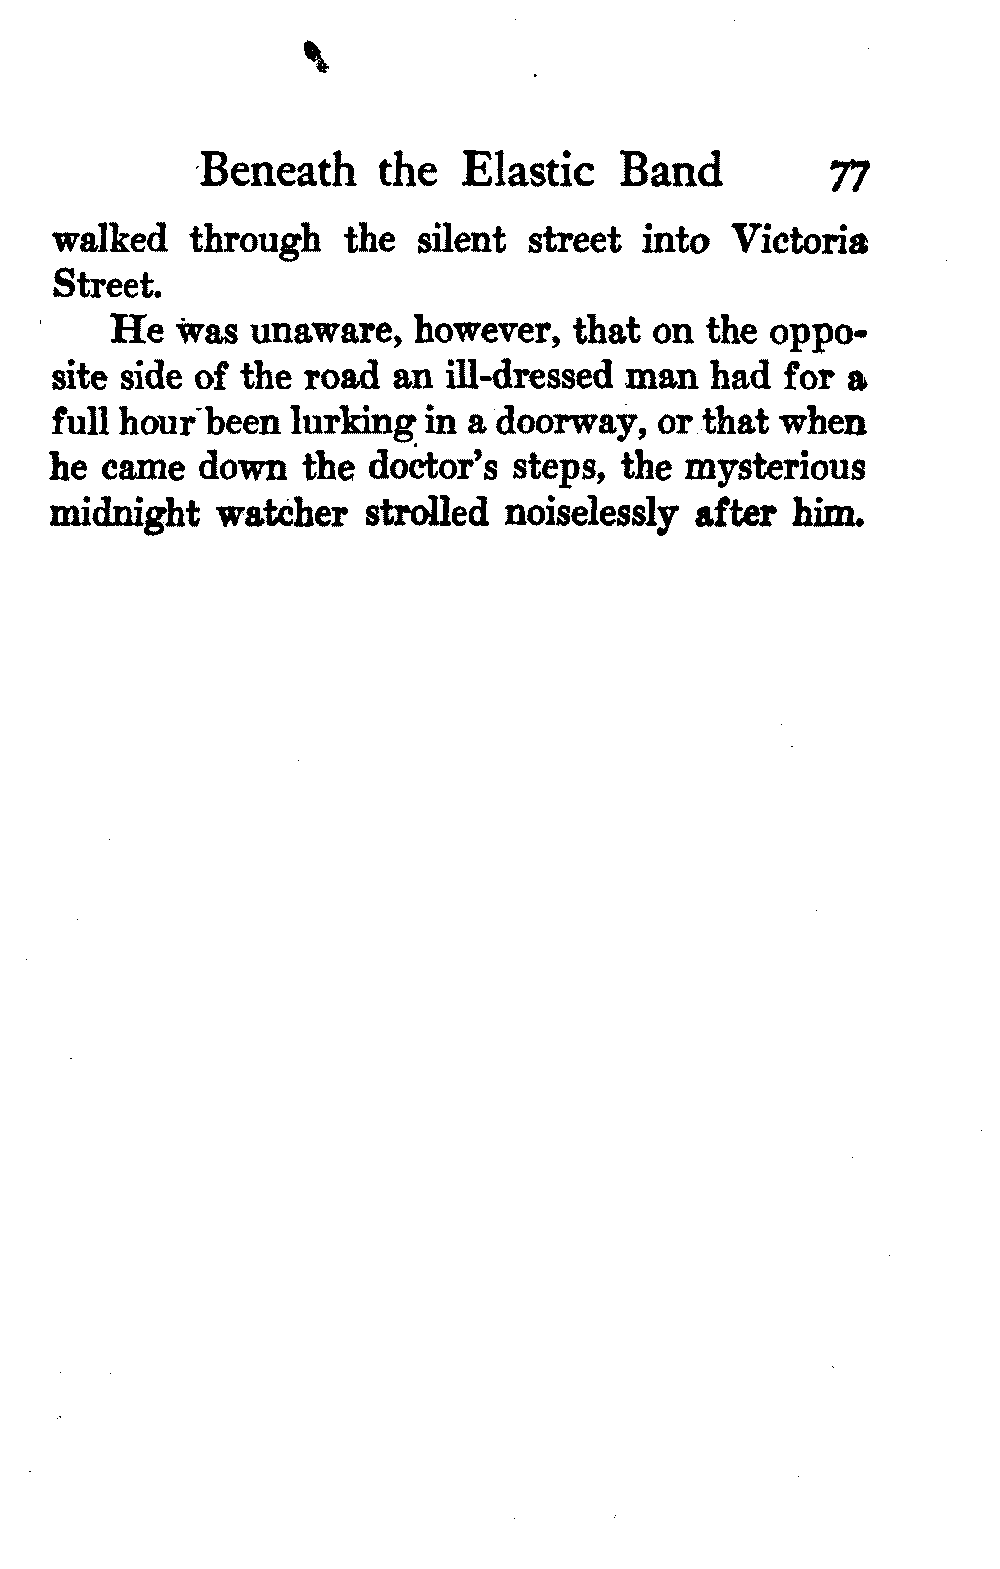 Beneath the Elastic Band 77
walked through the silent street into Victoria
Street.
He was unaware, however, that on the oppo-
site side of the road an ill-dressed man had for a
full hour been lurking in a doorway, or that when
he came down the doctor's steps, the mysterious
midnight watcher strolled noiselessly after him.